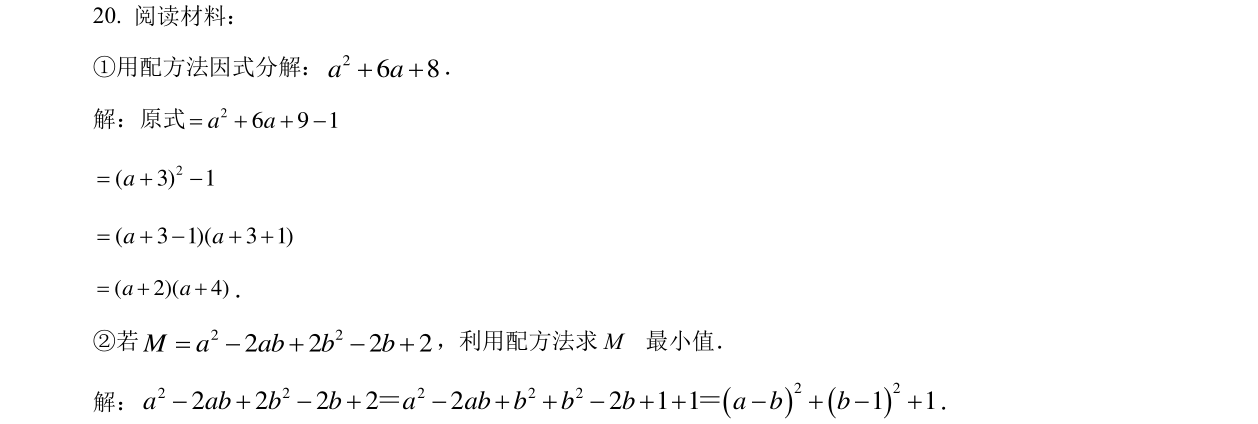 20. 阅读材料：
①用配方法因式分解：a² + 6a + 8．
解：原式 = a² + 6a + 9 − 1
= (a + 3)² − 1
= (a + 3 − 1)(a + 3 + 1)
= (a + 2)(a + 4)．
②若 M = a² − 2ab + 2b² − 2b + 2，利用配方法求 M 最小值．
解：a² − 2ab + 2b² − 2b + 2 = a² − 2ab + b² + b² − 2b + 1 + 1 = (a − b)² + (b − 1)² + 1．